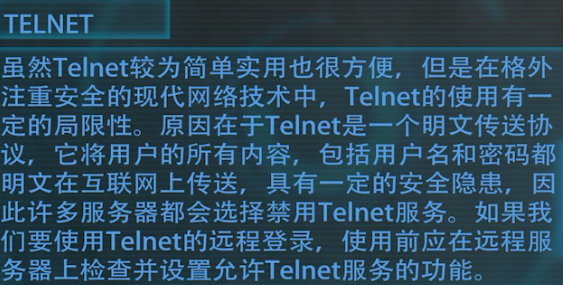 TELNET
虽然Telnet较为简单实用也很方便，但是在格外
注重安全的现代网络技术中，Telnet的使用有一
定的局限性。原因在于Telnet是一个明文传送协
议，它将用户的所有内容，包括用户名和密码都
明文在互联网上传送，具有一定的安全隐患，因
此许多服务器都会选择禁用Telnet服务。如果我
们要使用Telnet的远程登录，使用前应在远程服
务器上检查并设置允许Telnet服务的功能。